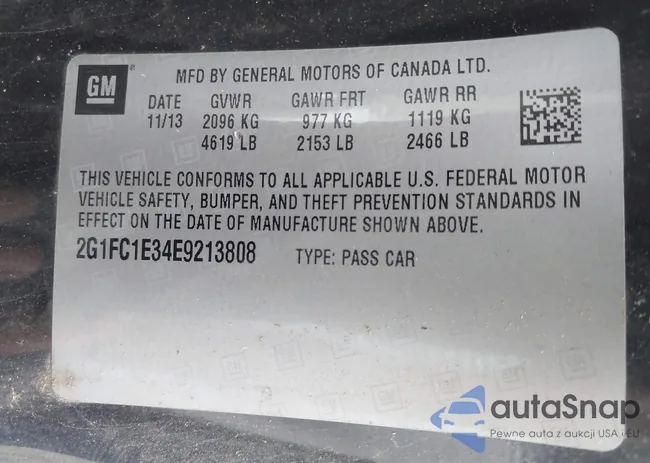 GM
MFD BY GENERAL MOTORS OF CANADA LTD.
DATE GVWR GAWR FRT GAWR RR
11/13 2096 KG 977 KG 1119 KG
4619 LB 2153 LB 2466 LB
THIS VEHICLE CONFORMS TO ALL APPLICABLE U.S. FEDERAL MOTOR
VEHICLE SAFETY, BUMPER, AND THEFT PREVENTION STANDARDS IN
EFFECT ON THE DATE OF MANUFACTURE SHOWN ABOVE.
2G1FC1E34E9213808 TYPE: PASS CAR
autaSnap
Pewne auta z aukcji USA i EU